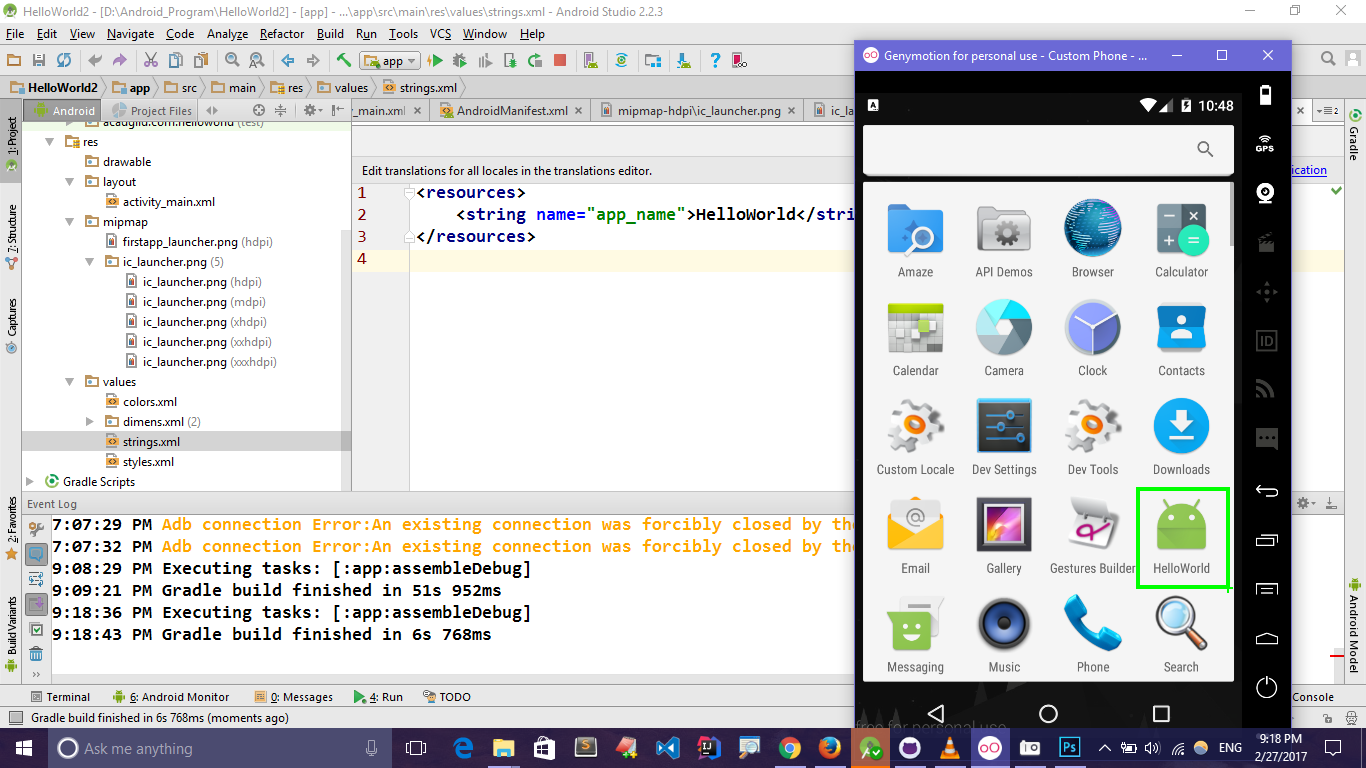 HelloWorld2 - [D:\Android_Program\HelloWorld2] - [app] - ...\app\src\main\res\values\strings.xml - Android Studio 2.2.3
File Edit View Navigate Code Analyze Refactor Build Run Tools VCS Window Help
app
HelloWorld2 app src main res values strings.xml
Android Project Files
_main.xml AndroidManifest.xml mipmap-hdpi\ic_launcher.png ic_la
2
1: Project
7: Structure
Captures
2: Favorites
Build Variants
acadgild.com.helloworld (test)
res
drawable
layout
activity_main.xml
mipmap
firstapp_launcher.png (hdpi)
ic_launcher.png (5)
ic_launcher.png (hdpi)
ic_launcher.png (mdpi)
ic_launcher.png (xhdpi)
ic_launcher.png (xxhdpi)
ic_launcher.png (xxxhdpi)
values
colors.xml
dimens.xml (2)
strings.xml
styles.xml
Gradle Scripts
Edit translations for all locales in the translations editor.
ication
1 <resources>
2 <string name="app_name">HelloWorld</stri
3 </resources>
4
Event Log
7:07:29 PM Adb connection Error:An existing connection was forcibly closed by the
7:07:32 PM Adb connection Error:An existing connection was forcibly closed by the
9:08:29 PM Executing tasks: [:app:assembleDebug]
9:09:21 PM Gradle build finished in 51s 952ms
9:18:36 PM Executing tasks: [:app:assembleDebug]
9:18:43 PM Gradle build finished in 6s 768ms
Terminal 6: Android Monitor 0: Messages 4: Run TODO
Console
Gradle build finished in 6s 768ms (moments ago)
Gradle
Android Model
Genymotion for personal use - Custom Phone - ...
A
10:48
GPS
ID
Amaze API Demos Browser Calculator
Calendar Camera Clock Contacts
Custom Locale Dev Settings Dev Tools Downloads
Email Gallery Gestures Builder HelloWorld
Messaging Music Phone Search
free for personal use
Ask me anything
Ps
ENG
9:18 PM
2/27/2017